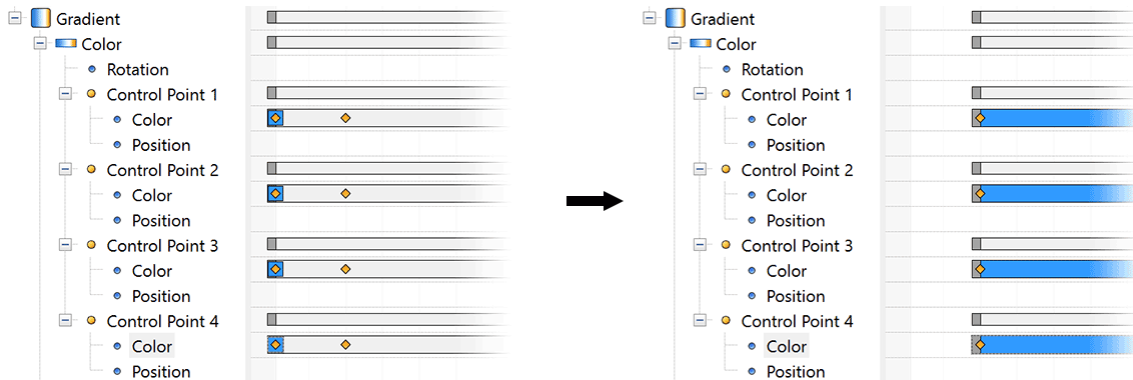 Gradient
Color
Rotation
Control Point 1
Color
Position
Control Point 2
Color
Position
Control Point 3
Color
Position
Control Point 4
Color
Position
Gradient
Color
Rotation
Control Point 1
Color
Position
Control Point 2
Color
Position
Control Point 3
Color
Position
Control Point 4
Color
Position